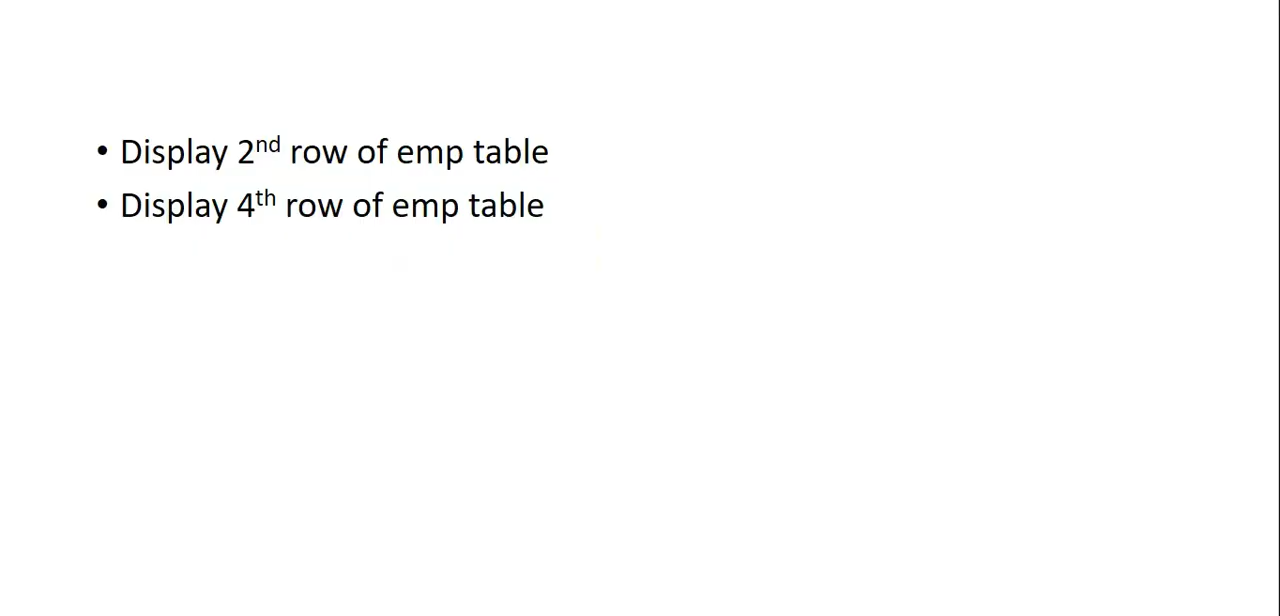 • Display 2nd row of emp table
• Display 4th row of emp table